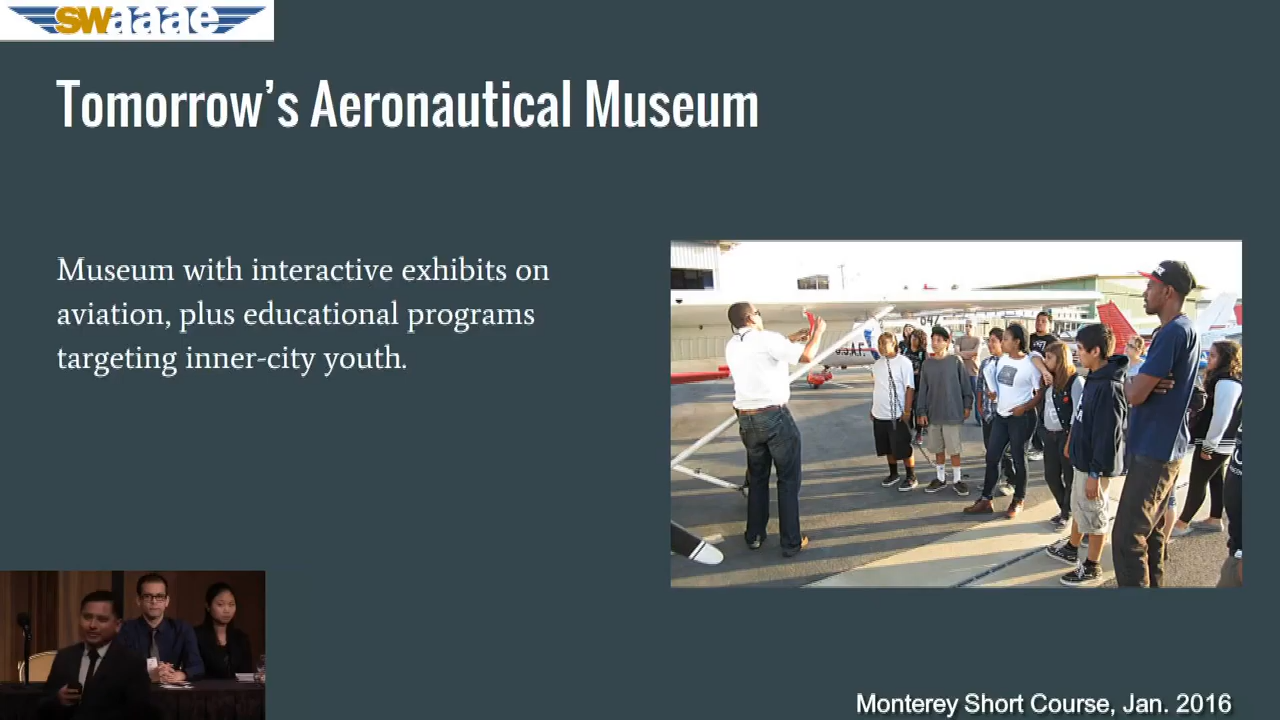 swaaae
Tomorrow’s Aeronautical Museum
Museum with interactive exhibits on
aviation, plus educational programs
targeting inner-city youth.
Monterey Short Course, Jan. 2016